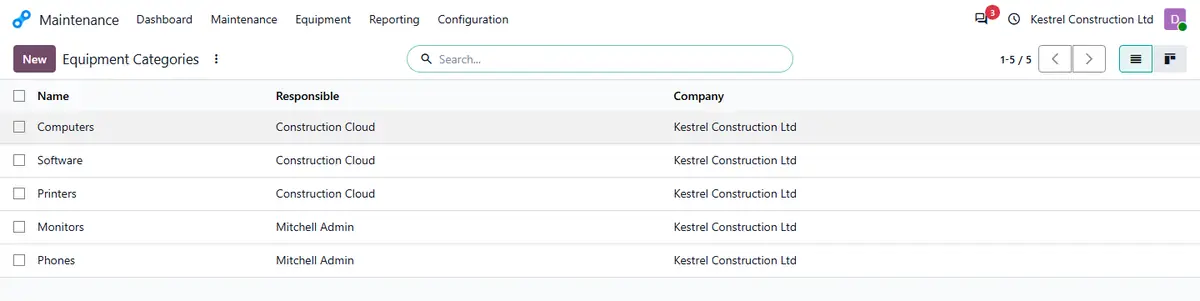 Maintenance Dashboard Maintenance Equipment Reporting Configuration 3 Kestrel Construction Ltd D
New Equipment Categories Search... 1-5 / 5
Name Responsible Company
Computers Construction Cloud Kestrel Construction Ltd
Software Construction Cloud Kestrel Construction Ltd
Printers Construction Cloud Kestrel Construction Ltd
Monitors Mitchell Admin Kestrel Construction Ltd
Phones Mitchell Admin Kestrel Construction Ltd